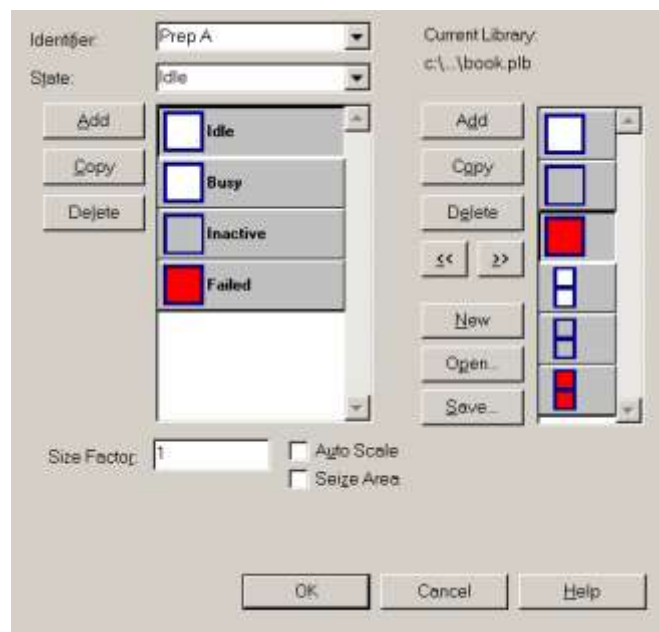 Identifier: Prep A
State: Idle
Add
Copy
Delete
Idle
Busy
Inactive
Failed
Size Factor: 1
Auto Scale
Seize Area
Current Library:
c:\...\book.plb
Add
Copy
Delete
<< >>
New
Open...
Save...
OK Cancel Help